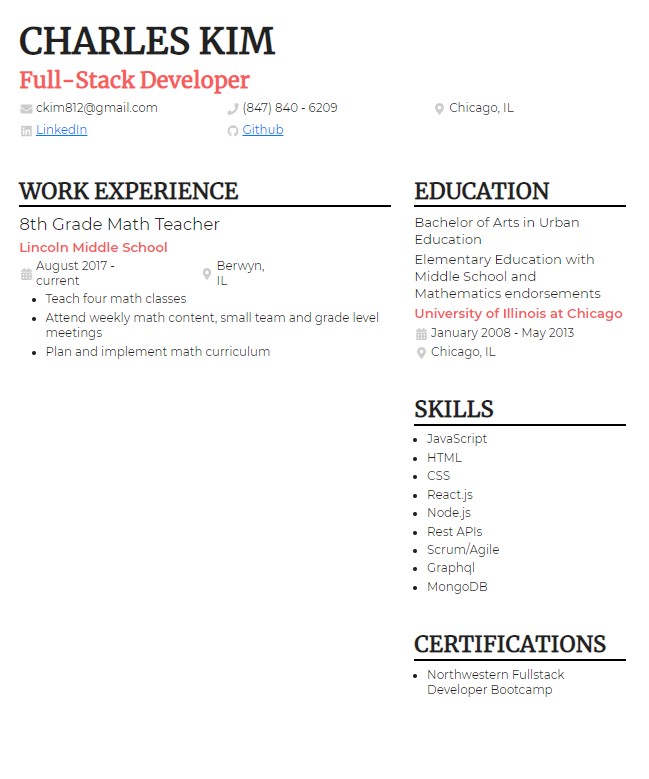 CHARLES KIM
Full-Stack Developer
ckim812@gmail.com
(847) 840 - 6209
Chicago, IL
LinkedIn
Github
WORK EXPERIENCE
8th Grade Math Teacher
Lincoln Middle School
August 2017 -
current
Berwyn,
IL
Teach four math classes
Attend weekly math content, small team and grade level
meetings
Plan and implement math curriculum
EDUCATION
Bachelor of Arts in Urban
Education
Elementary Education with
Middle School and
Mathematics endorsements
University of Illinois at Chicago
January 2008 - May 2013
Chicago, IL
SKILLS
JavaScript
HTML
CSS
React.js
Node.js
Rest APIs
Scrum/Agile
Graphql
MongoDB
CERTIFICATIONS
Northwestern Fullstack
Developer Bootcamp